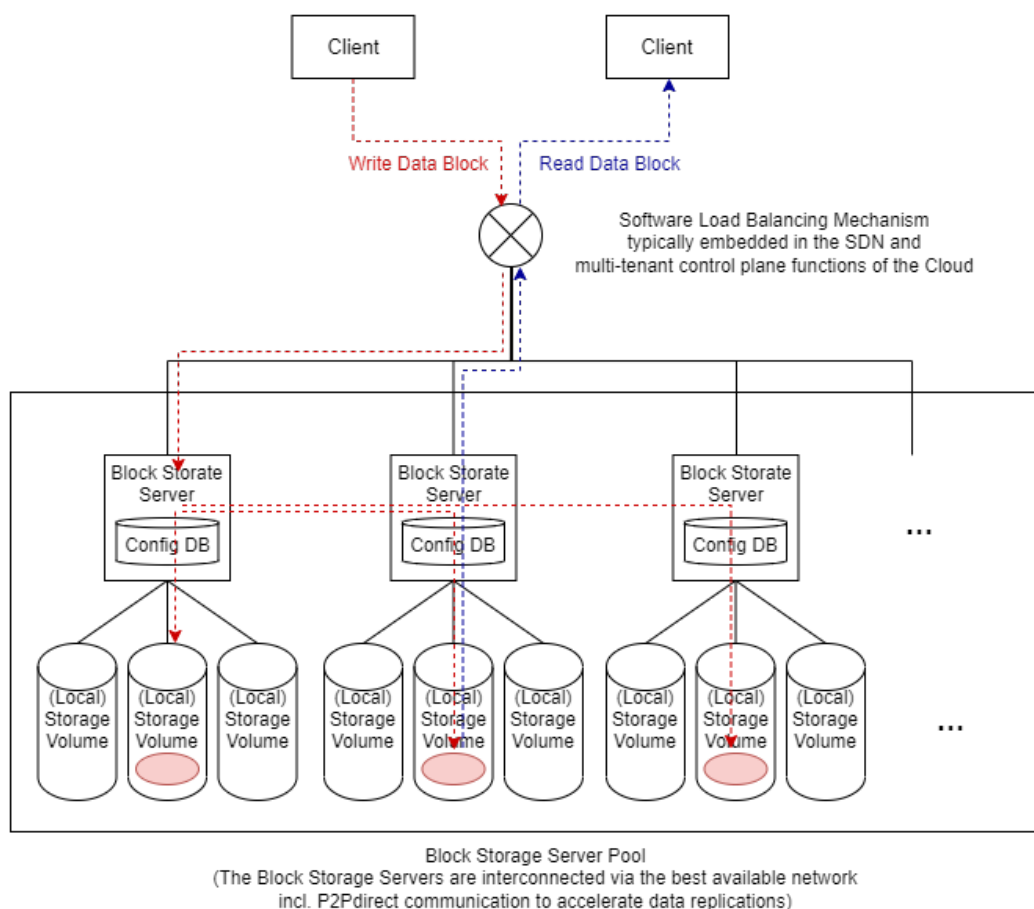 Client
Client
Write Data Block
Read Data Block
Software Load Balancing Mechanism
typically embedded in the SDN and
multi-tenant control plane functions of the Cloud
Block Storate
Server
Config DB
Block Storate
Server
Config DB
Block Storate
Server
Config DB
...
(Local)
Storage
Volume
(Local)
Storage
Volume
(Local)
Storage
Volume
(Local)
Storage
Volume
(Local)
Storage
Volume
(Local)
Storage
Volume
(Local)
Storage
Volume
(Local)
Storage
Volume
(Local)
Storage
Volume
...
Block Storage Server Pool
(The Block Storage Servers are interconnected via the best available network
incl. P2Pdirect communication to accelerate data replications)